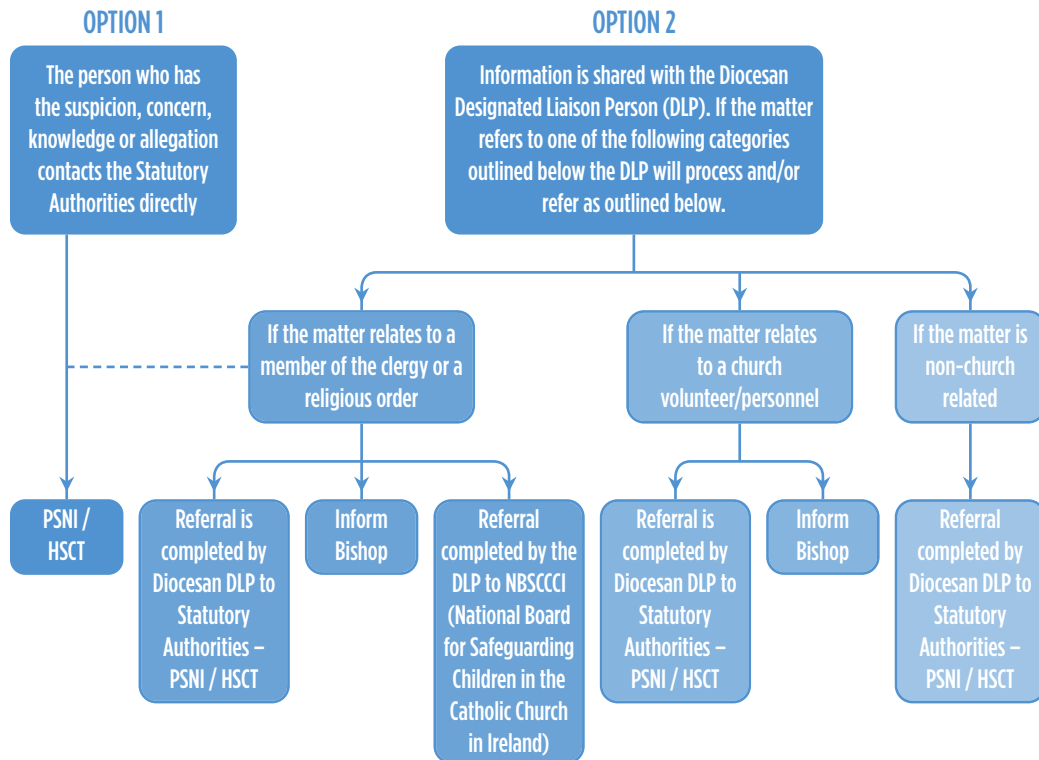 OPTION 1
The person who has
the suspicion, concern,
knowledge or allegation
contacts the Statutory
Authorities directly
OPTION 2
Information is shared with the Diocesan
Designated Liaison Person (DLP). If the matter
refers to one of the following categories
outlined below the DLP will process and/or
refer as outlined below.
If the matter relates to a
member of the clergy or a
religious order
If the matter relates
to a church
volunteer/personnel
If the matter is
non-church
related
PSNI /
HSCT
Referral is
completed by
Diocesan DLP to
Statutory
Authorities –
PSNI / HSCT
Inform
Bishop
Referral
completed by the
DLP to NBSCCCI
(National Board
for Safeguarding
Children in the
Catholic Church
in Ireland)
Referral is
completed by
Diocesan DLP to
Statutory
Authorities –
PSNI / HSCT
Inform
Bishop
Referral
completed by
Diocesan DLP to
Statutory
Authorities –
PSNI / HSCT